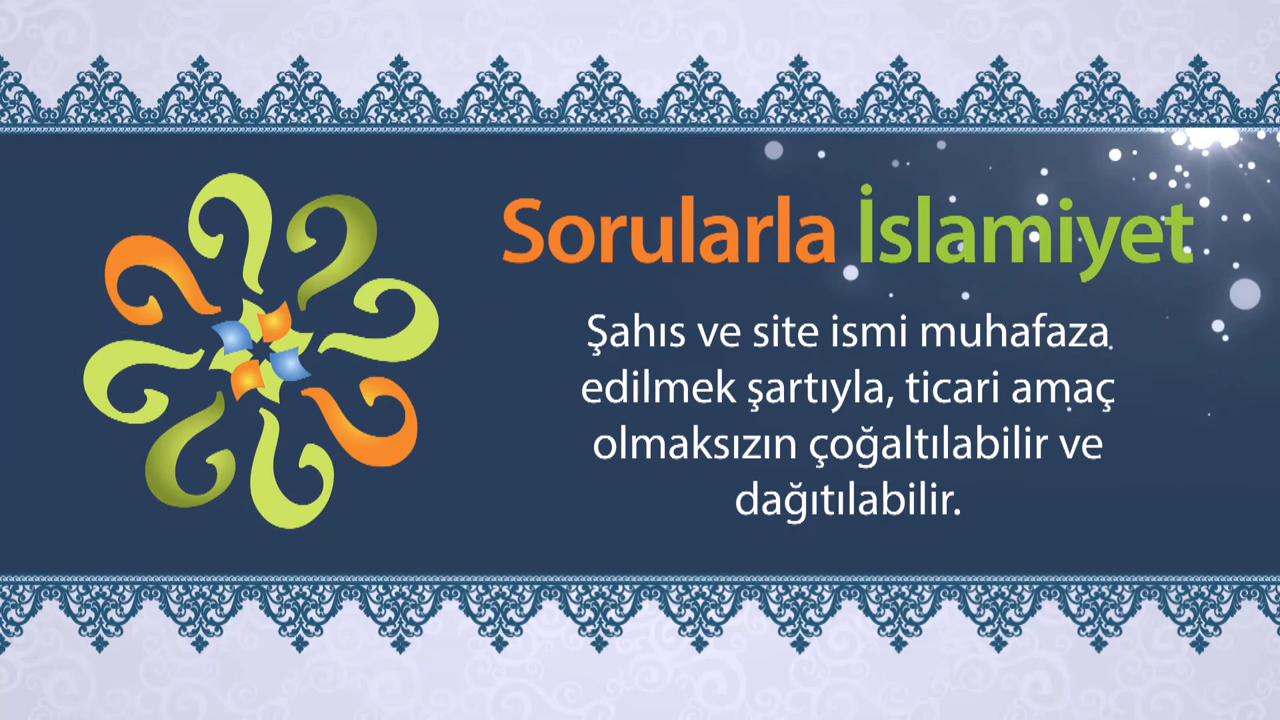 Sorularla İslamiyet
Şahıs ve site ismi muhafaza
edilmek şartıyla, ticari amaç
olmaksızın çoğaltılabilir ve
dağıtılabilir.